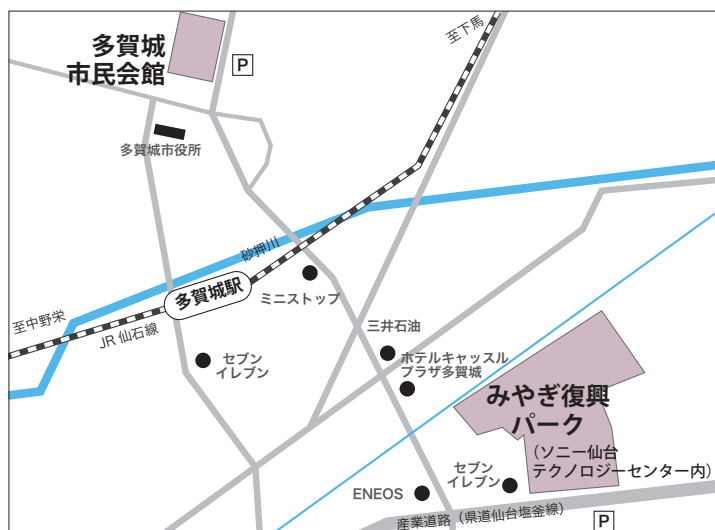 多賀城
市民会館
P
至下馬
多賀城市役所
砂押川
多賀城駅
ミニストップ
至中野栄
JR 仙石線
三井石油
セブン
イレブン
ホテルキャッスル
プラザ多賀城
みやぎ復興
パーク
(ソニー仙台
テクノロジーセンター内)
セブン
イレブン
ENEOS
産業道路（県道仙台塩釜線）
P